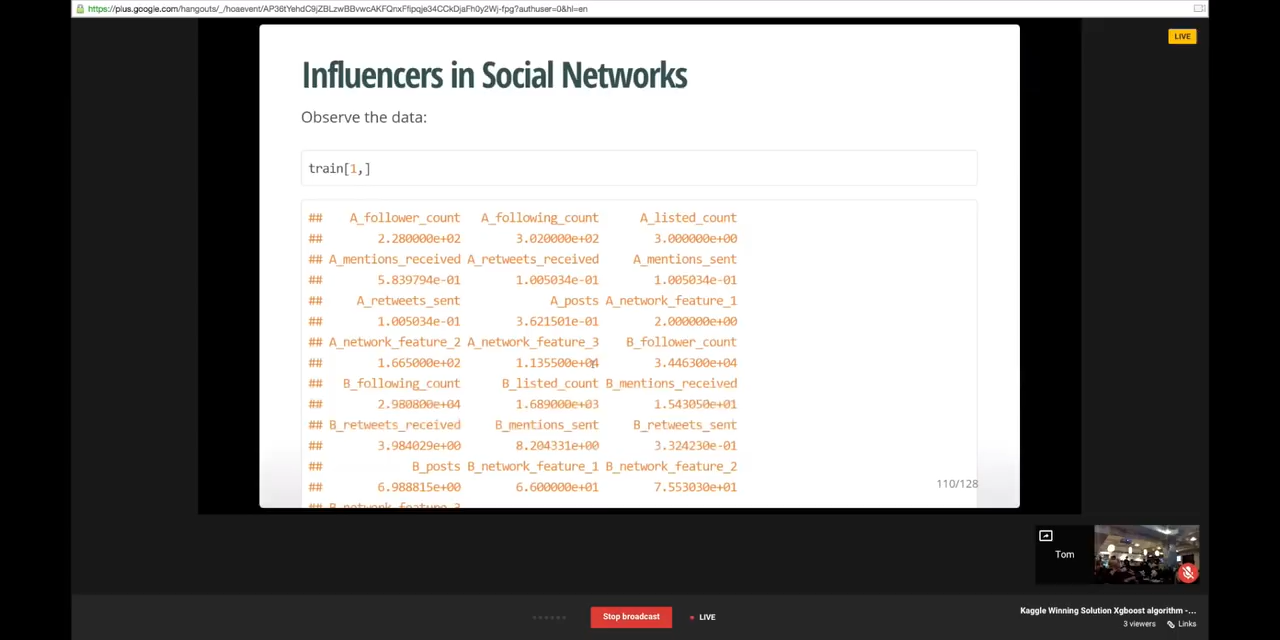 https://plus.google.com/hangouts/_/hoaevent/AP36tYehdC9jZBLzwBBvwcAKFQnxFfipqje34CCkDjaFh0y2Wj-fpg?authuser=0&hl=en
LIVE
Influencers in Social Networks
Observe the data:
train[1,]
## A_follower_count A_following_count A_listed_count
## 2.280000e+02 3.020000e+02 3.000000e+00
## A_mentions_received A_retweets_received A_mentions_sent
## 5.839794e-01 1.005034e-01 1.005034e-01
## A_retweets_sent A_posts A_network_feature_1
## 1.005034e-01 3.621501e-01 2.000000e+00
## A_network_feature_2 A_network_feature_3 B_follower_count
## 1.665000e+02 1.135500e+04 3.446300e+04
## B_following_count B_listed_count B_mentions_received
## 2.980800e+04 1.689000e+03 1.543050e+01
## B_retweets_received B_mentions_sent B_retweets_sent
## 3.984029e+00 8.204331e+00 3.324230e-01
## B_posts B_network_feature_1 B_network_feature_2
## 6.988815e+00 6.600000e+01 7.553030e+01
## B_network_feature_3
110/128
Tom
Stop broadcast
LIVE
Kaggle Winning Solution Xgboost algorithm -...
3 viewers Links